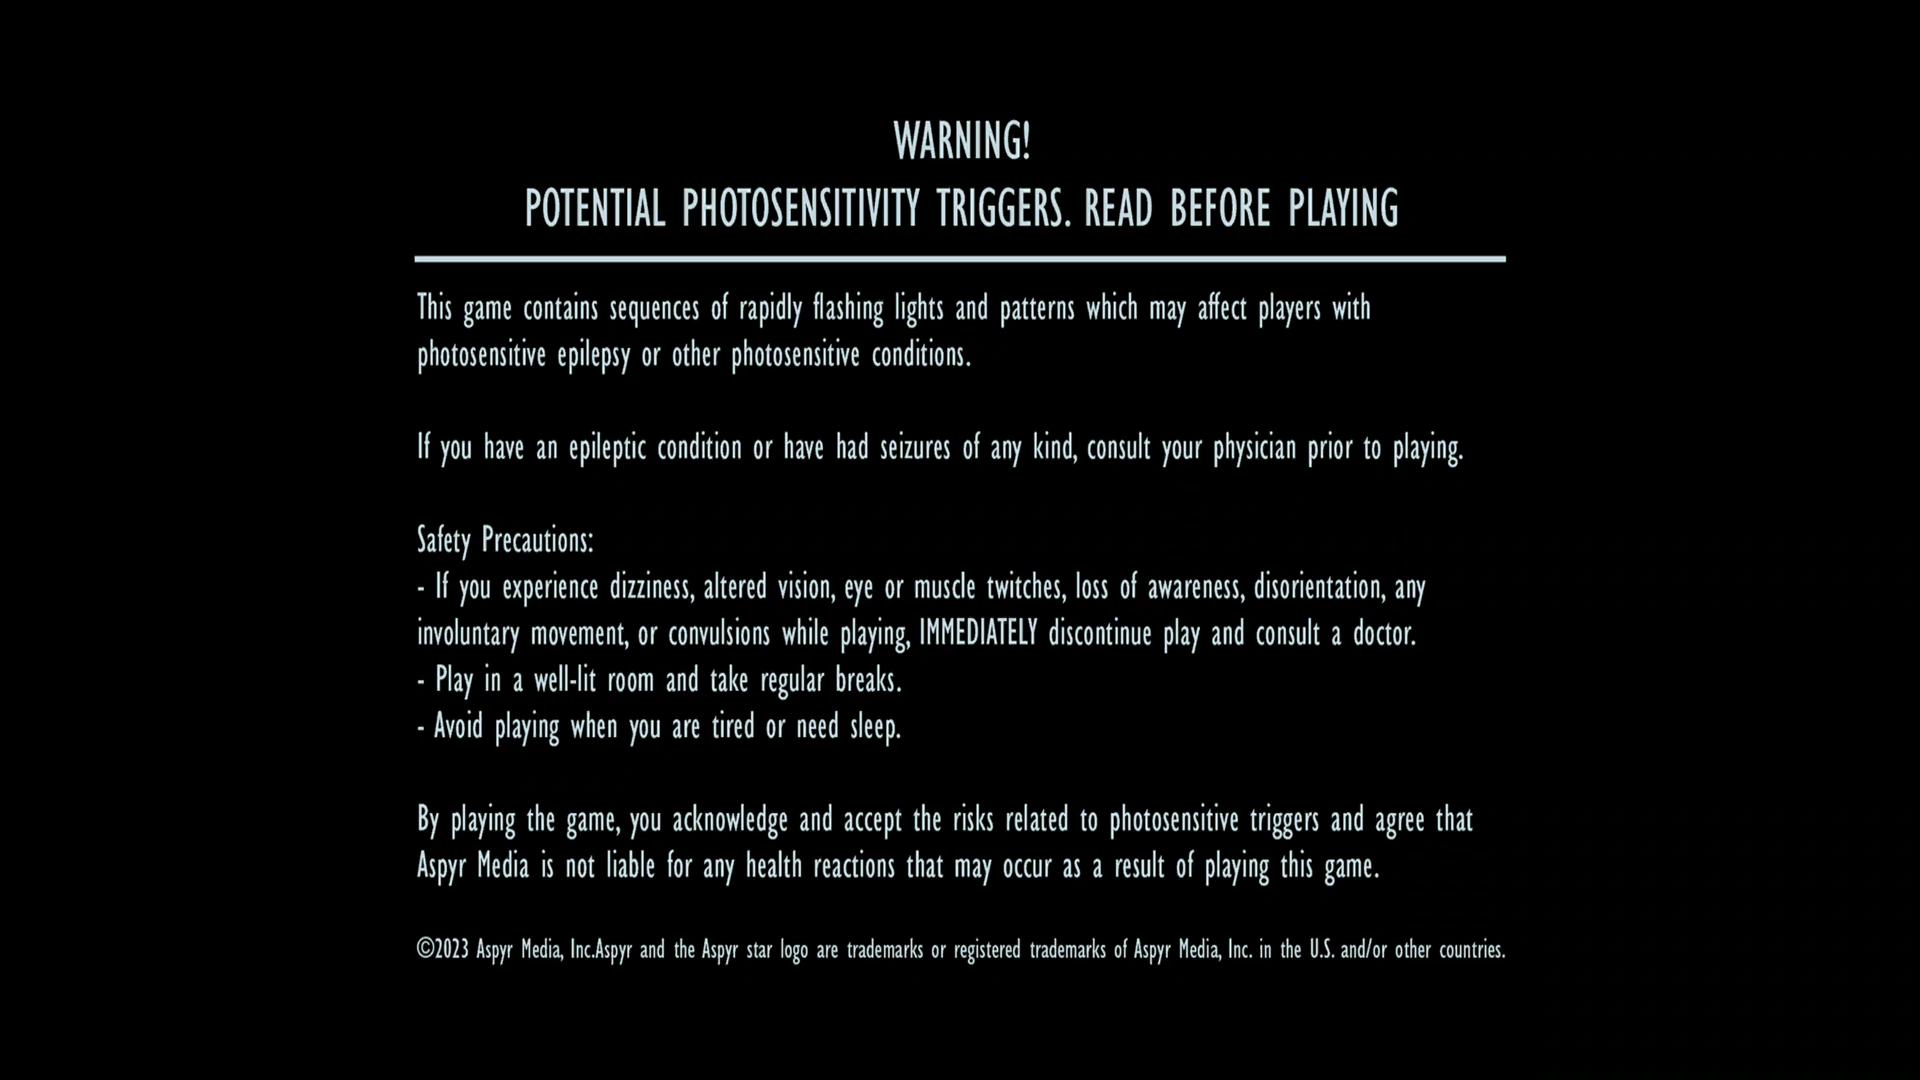 WARNING!
POTENTIAL PHOTOSENSITIVITY TRIGGERS. READ BEFORE PLAYING
This game contains sequences of rapidly flashing lights and patterns which may affect players with
photosensitive epilepsy or other photosensitive conditions.
If you have an epileptic condition or have had seizures of any kind, consult your physician prior to playing.
Safety Precautions:
- If you experience dizziness, altered vision, eye or muscle twitches, loss of awareness, disorientation, any
involuntary movement, or convulsions while playing, IMMEDIATELY discontinue play and consult a doctor.
- Play in a well-lit room and take regular breaks.
- Avoid playing when you are tired or need sleep.
By playing the game, you acknowledge and accept the risks related to photosensitive triggers and agree that
Aspyr Media is not liable for any health reactions that may occur as a result of playing this game.
©2023 Aspyr Media, Inc.Aspyr and the Aspyr star logo are trademarks or registered trademarks of Aspyr Media, Inc. in the U.S. and/or other countries.